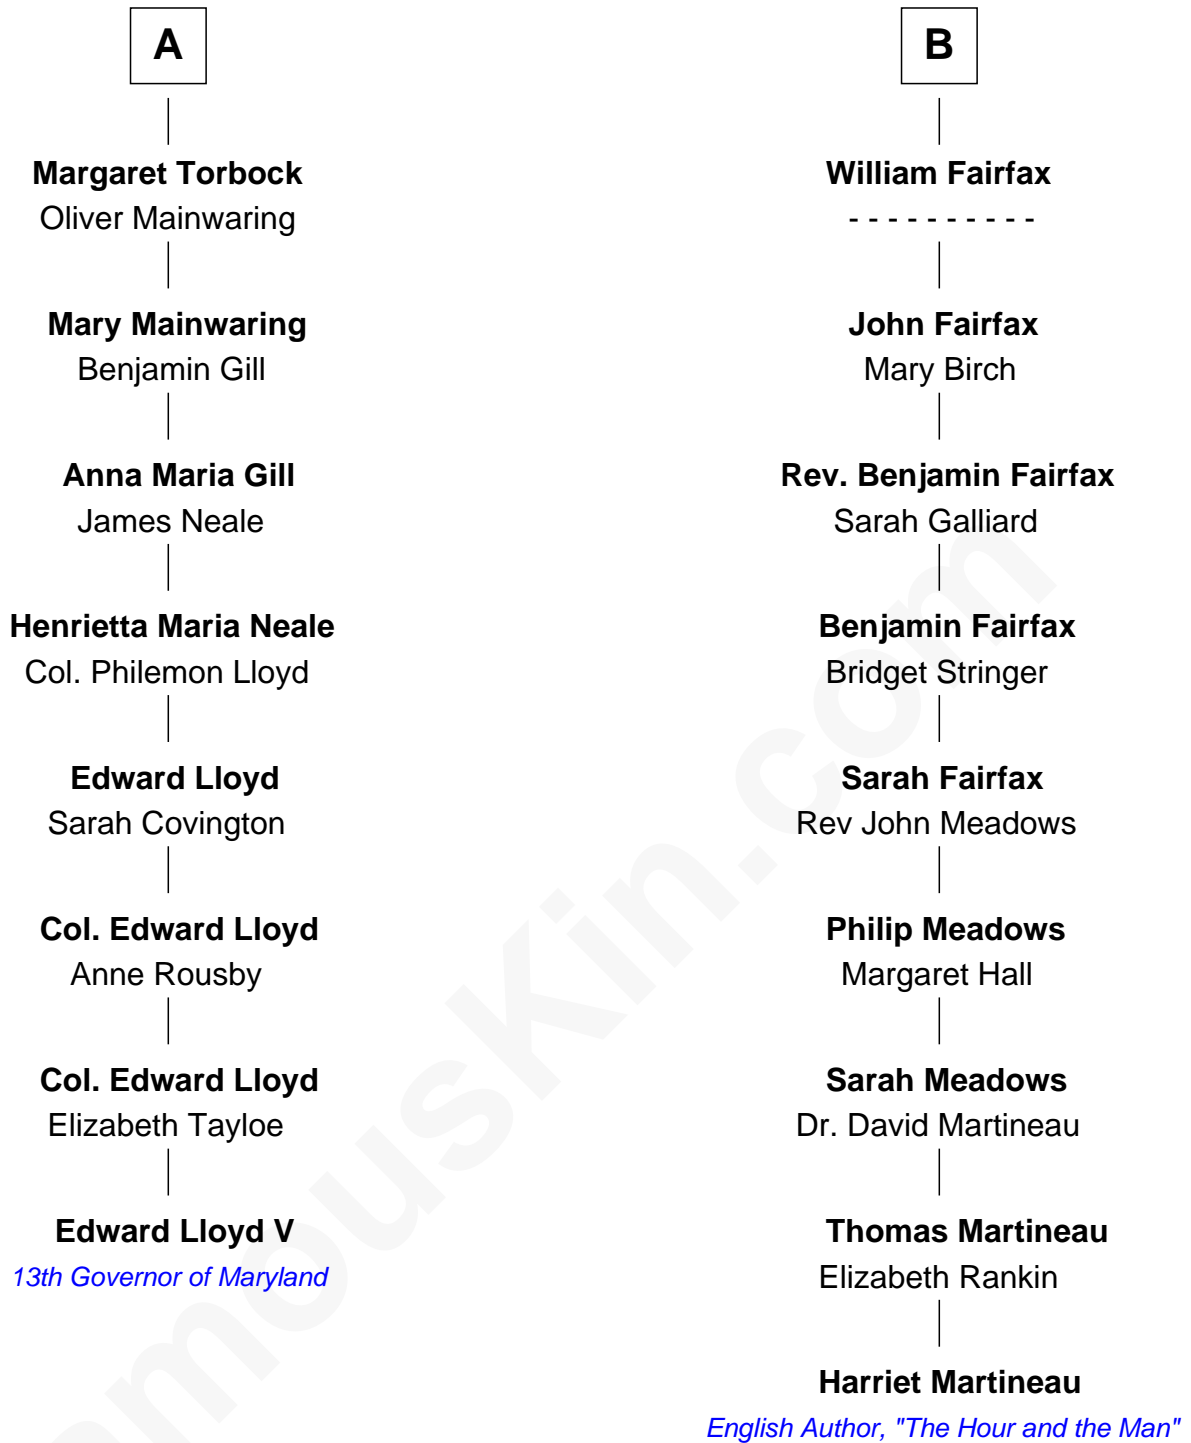 A
Margaret Torbock
Oliver Mainwaring
Mary Mainwaring
Benjamin Gill
Anna Maria Gill
James Neale
Henrietta Maria Neale
Col. Philemon Lloyd
Edward Lloyd
Sarah Covington
Col. Edward Lloyd
Anne Rousby
Col. Edward Lloyd
Elizabeth Tayloe
Edward Lloyd V
13th Governor of Maryland
B
William Fairfax
- - - - - - - - - -
John Fairfax
Mary Birch
Rev. Benjamin Fairfax
Sarah Galliard
Benjamin Fairfax
Bridget Stringer
Sarah Fairfax
Rev John Meadows
Philip Meadows
Margaret Hall
Sarah Meadows
Dr. David Martineau
Thomas Martineau
Elizabeth Rankin
Harriet Martineau
English Author, "The Hour and the Man"
amousKin.com